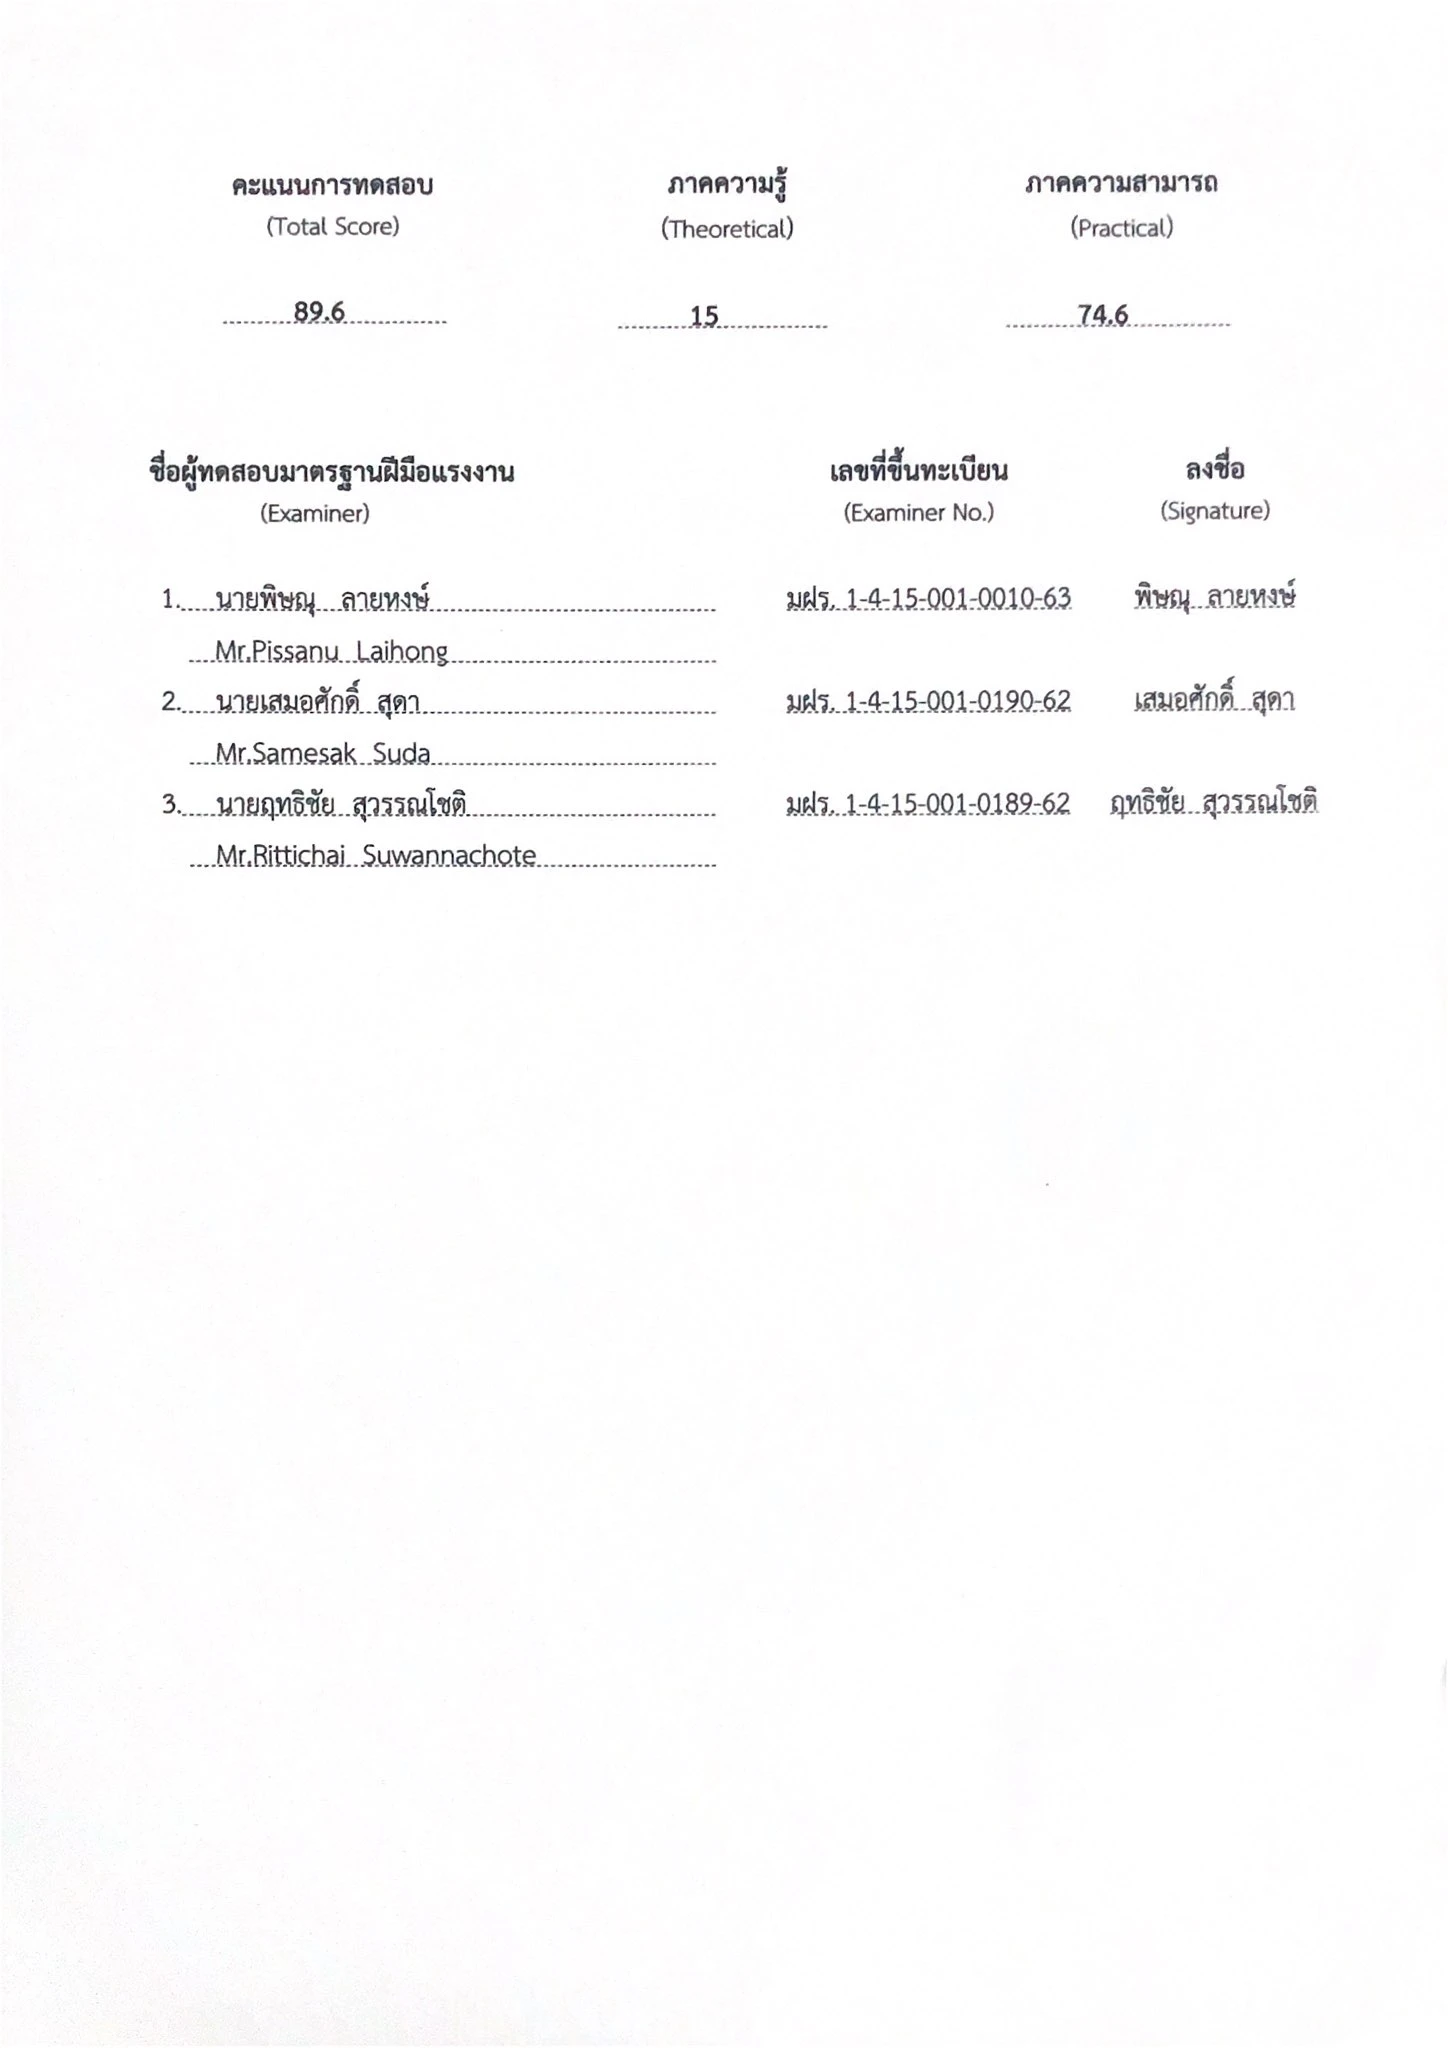 คะแนนการทดสอบ ภาคความรู้ ภาคความสามารถ
(Total Score) (Theoretical) (Practical)
89.6 15 74.6
ชื่อผู้ทดสอบมาตรฐานฝีมือแรงงาน เลขที่ขึ้นทะเบียน ลงชื่อ
(Examiner) (Examiner No.) (Signature)
1. นายพิษณุ ลายหงษ์ มฝร. 1-4-15-001-0010-63 พิษณุ ลายหงษ์
Mr.Pissanu Laihong
2. นายเสมอศักดิ์ สุดา มฝร. 1-4-15-001-0190-62 เสมอศักดิ์ สุดา
Mr.Samesak Suda
3. นายฤทธิชัย สุวรรณโชติ มฝร. 1-4-15-001-0189-62 ฤทธิชัย สุวรรณโชติ
Mr.Rittichai Suwannachote